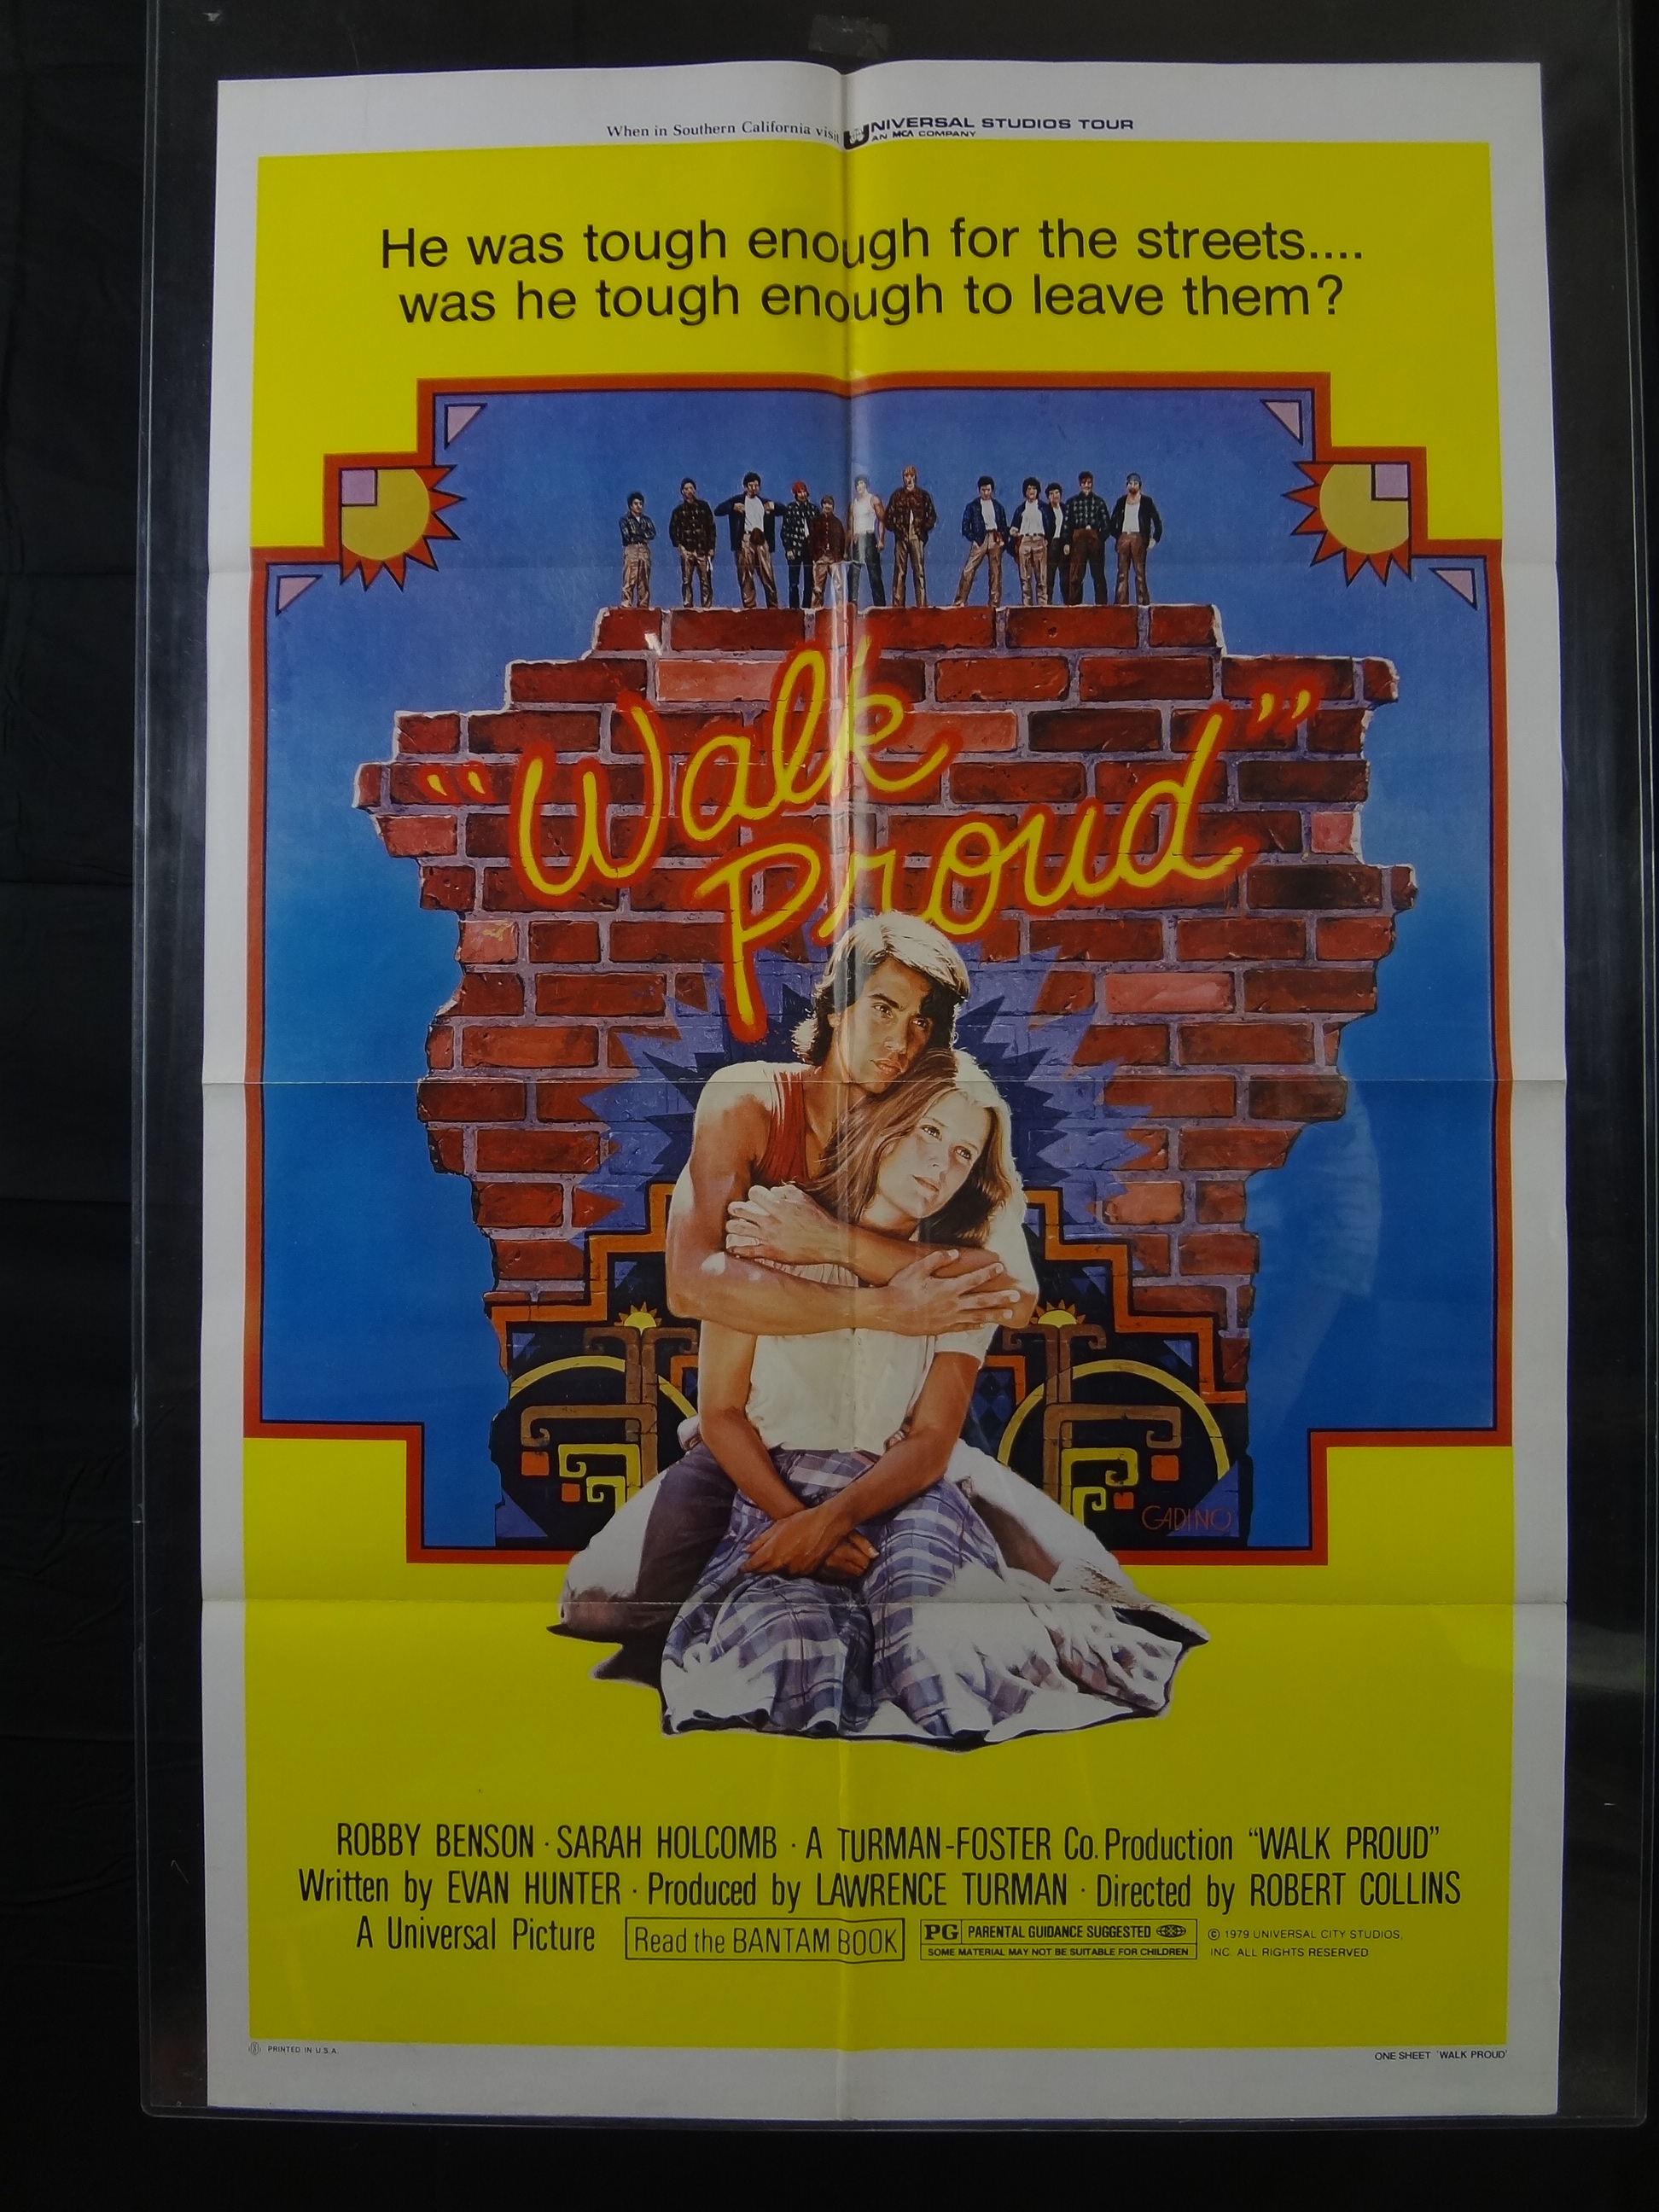 When in Southern California visit UNIVERSAL STUDIOS TOUR
AN MCA COMPANY
He was tough enough for the streets....
was he tough enough to leave them?
"Walk
Proud"
GADINO
ROBBY BENSON · SARAH HOLCOMB · A TURMAN-FOSTER Co. Production "WALK PROUD"
Written by EVAN HUNTER · Produced by LAWRENCE TURMAN · Directed by ROBERT COLLINS
A Universal Picture Read the BANTAM BOOK PG PARENTAL GUIDANCE SUGGESTED
SOME MATERIAL MAY NOT BE SUITABLE FOR CHILDREN
© 1979 UNIVERSAL CITY STUDIOS,
INC. ALL RIGHTS RESERVED
PRINTED IN U.S.A.
ONE SHEET 'WALK PROUD'